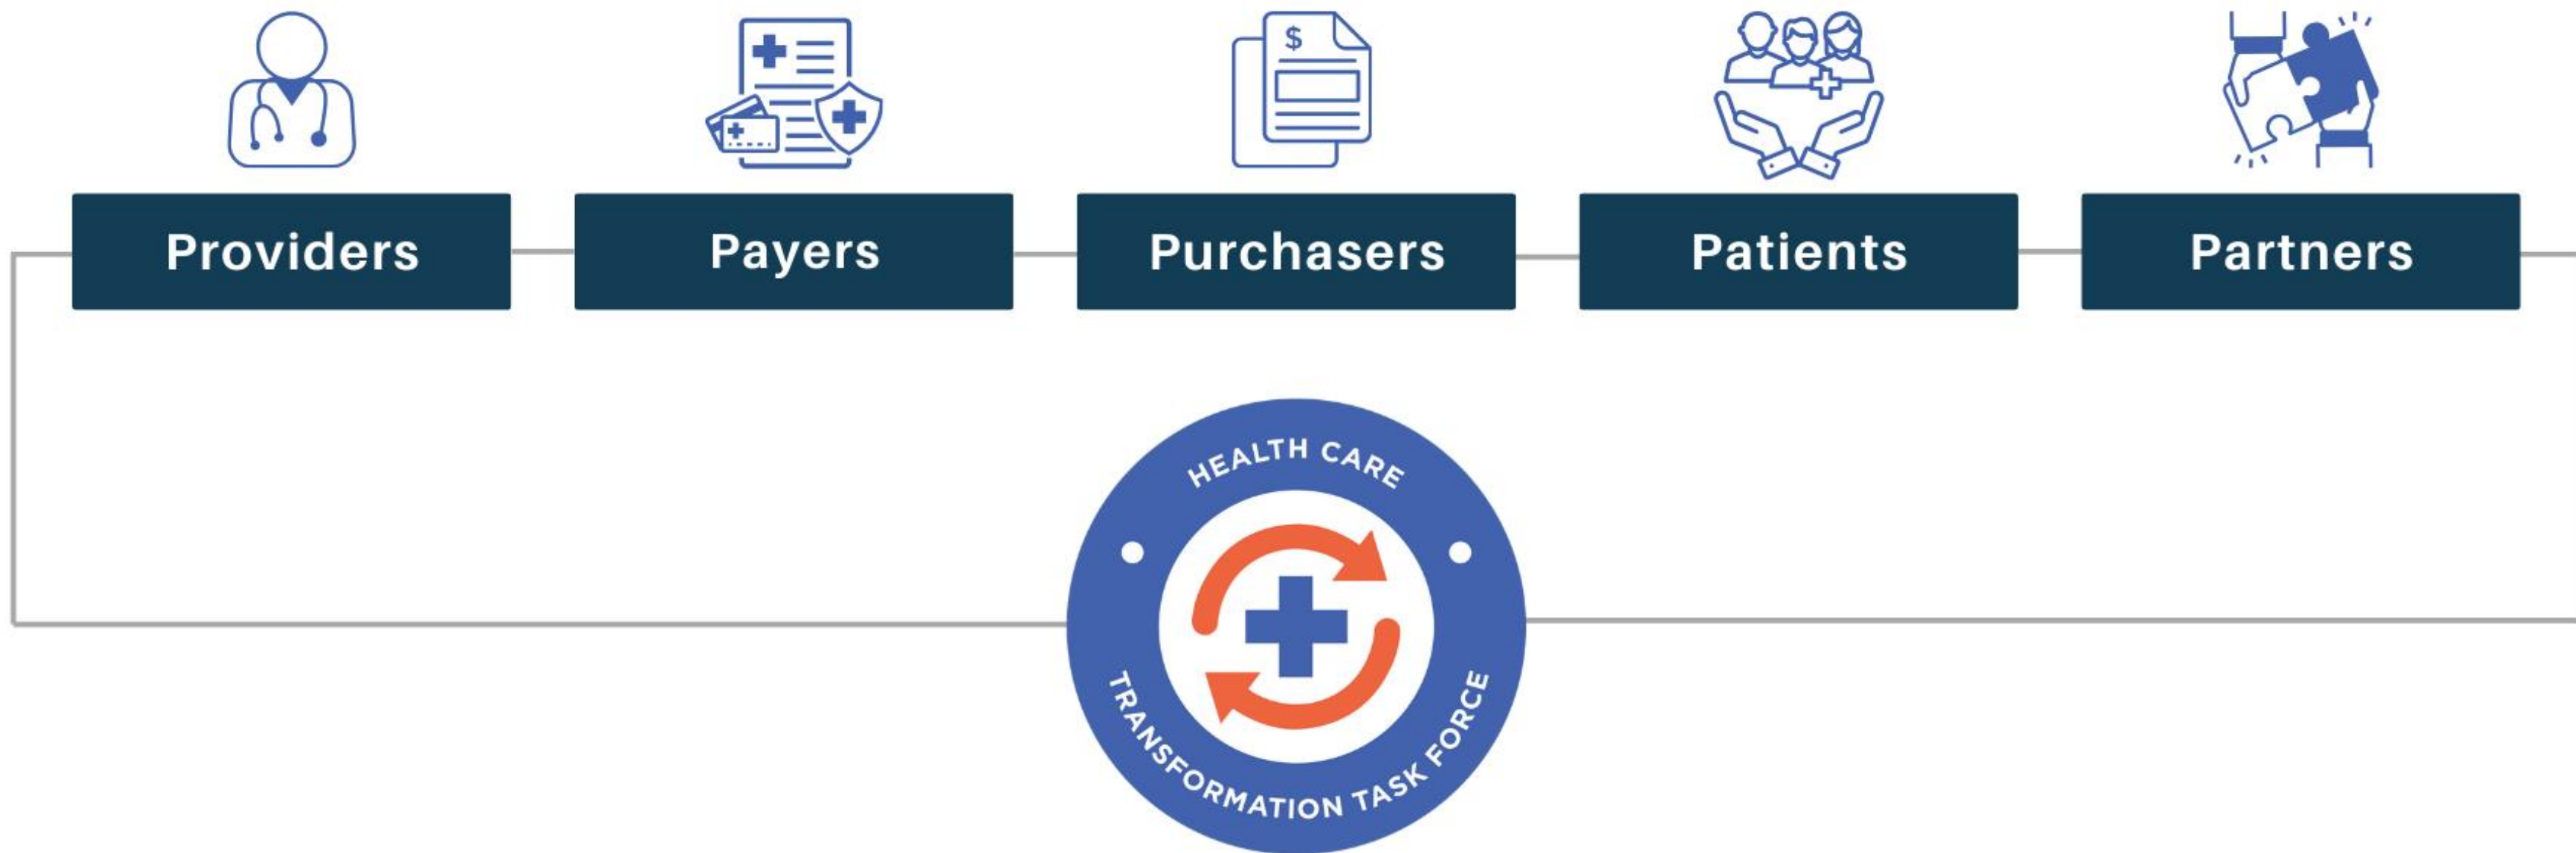 $
Providers
Payers
Purchasers
Patients
Partners
HEALTH CARE
TRANSFORMATION TASK FORCE